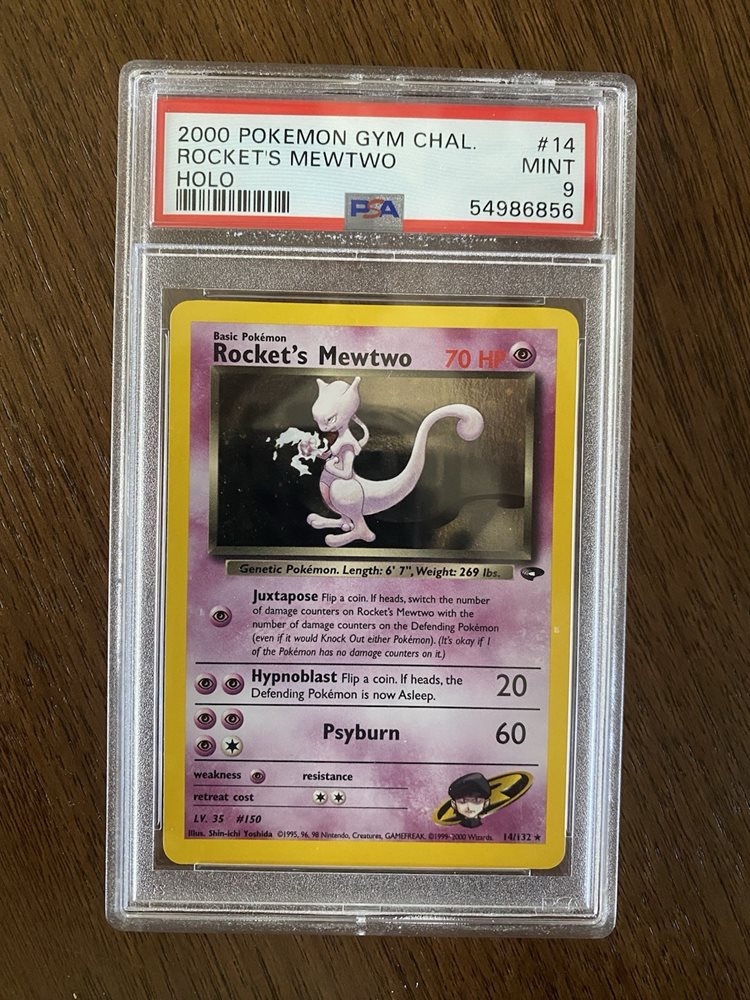 2000 POKEMON GYM CHAL. #14
ROCKET'S MEWTWO MINT
HOLO 9
PSA 54986856
Basic Pokémon
Rocket's Mewtwo 70 HP
Genetic Pokémon. Length: 6' 7", Weight: 269 lbs.
Juxtapose Flip a coin. If heads, switch the number
of damage counters on Rocket's Mewtwo with the
number of damage counters on the Defending Pokémon
(even if it would Knock Out either Pokémon). (It's okay if 1
of the Pokémon has no damage counters on it.)
Hypnoblast Flip a coin. If heads, the
Defending Pokémon is now Asleep. 20
Psyburn 60
weakness resistance
retreat cost
LV. 35 #150
Illus. Shin-ichi Yoshida ©1995, 96, 98 Nintendo, Creatures, GAMEFREAK. ©1999-2000 Wizards. 14/132 ★
PSA